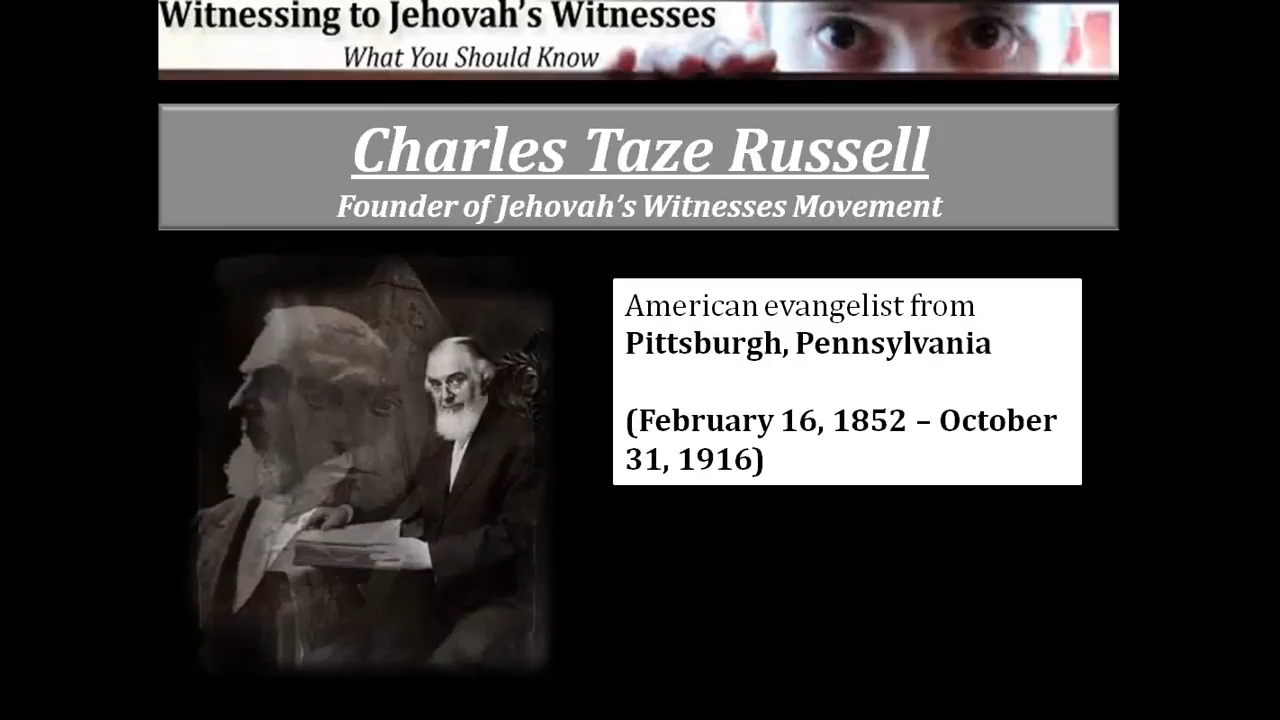 Witnessing to Jehovah’s Witnesses
What You Should Know
Charles Taze Russell
Founder of Jehovah’s Witnesses Movement
American evangelist from
Pittsburgh, Pennsylvania
(February 16, 1852 – October
31, 1916)